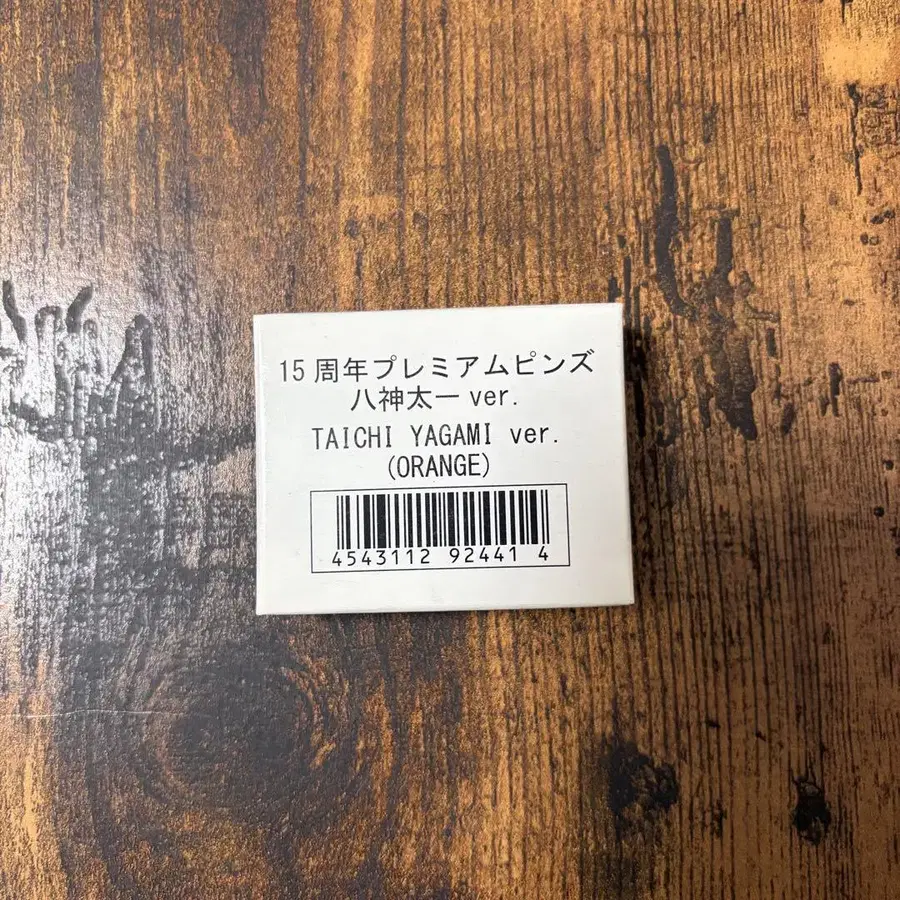 15周年プレミアムピンズ
八神太一 ver.
TAICHI YAGAMI ver.
(ORANGE)
4543112 92441 4